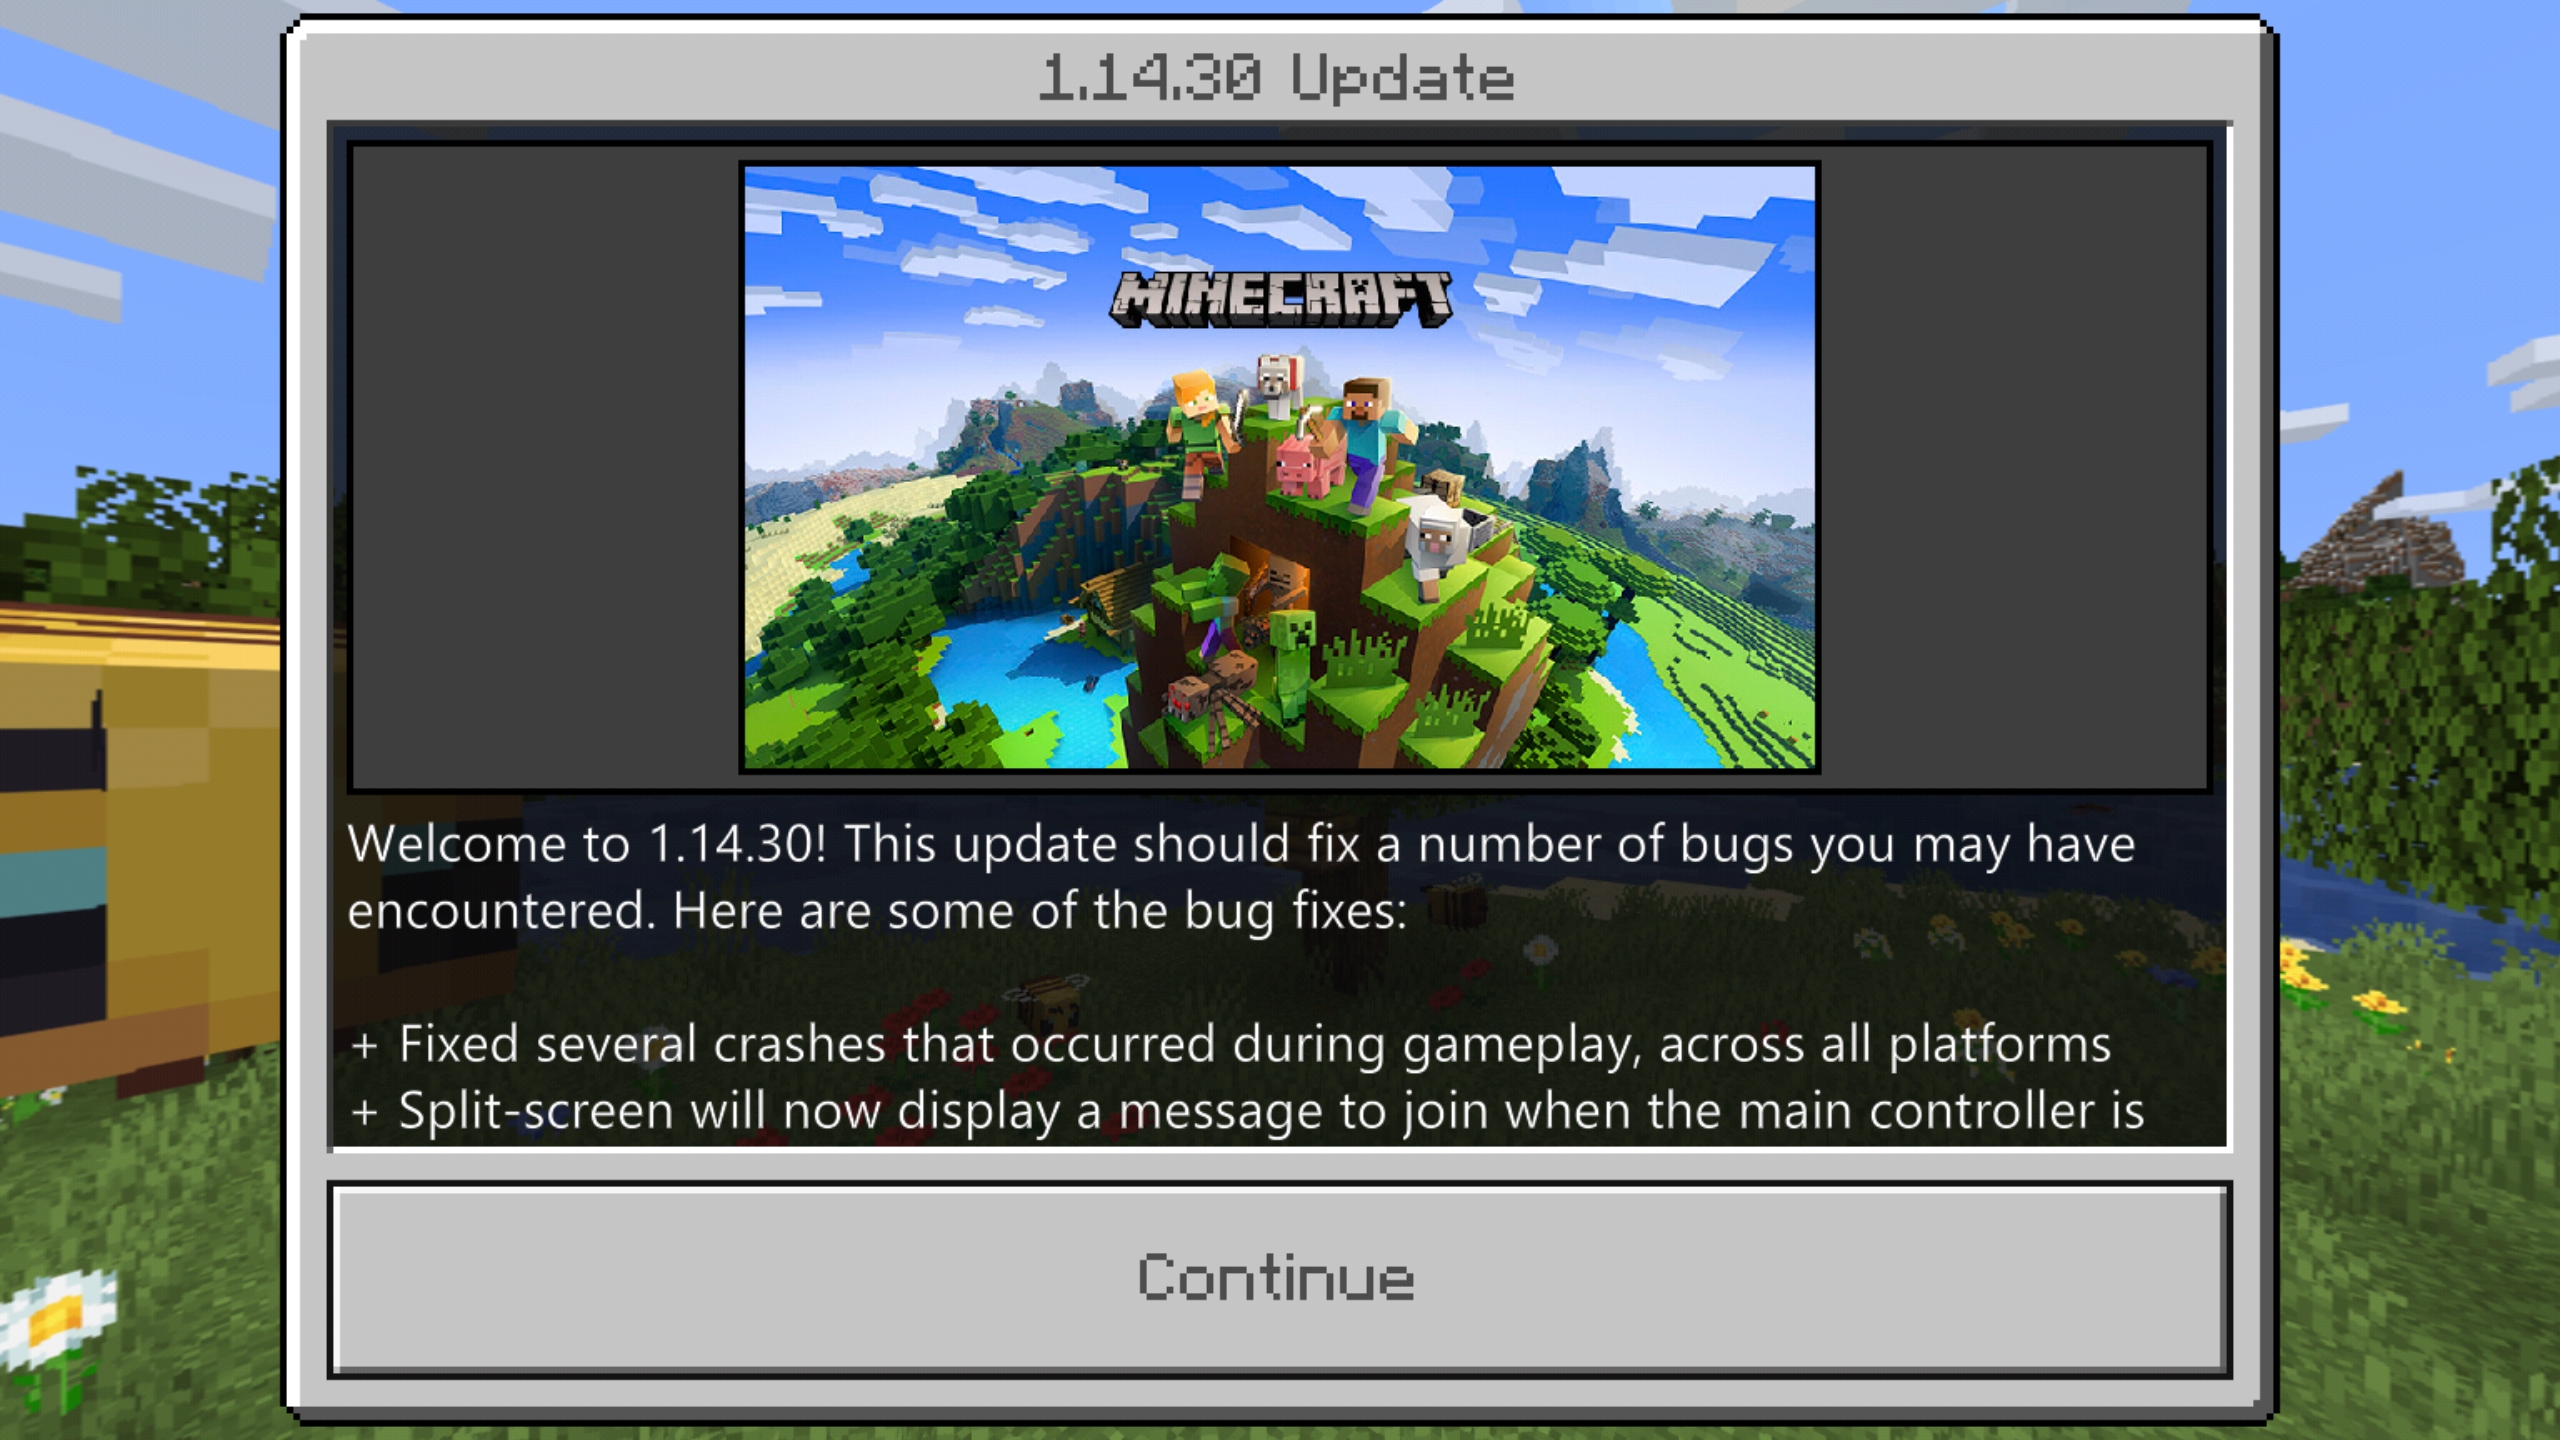 1.14.30 Update
MINECRAFT
Welcome to 1.14.30! This update should fix a number of bugs you may have
encountered. Here are some of the bug fixes:
+ Fixed several crashes that occurred during gameplay, across all platforms
+ Split-screen will now display a message to join when the main controller is
Continue